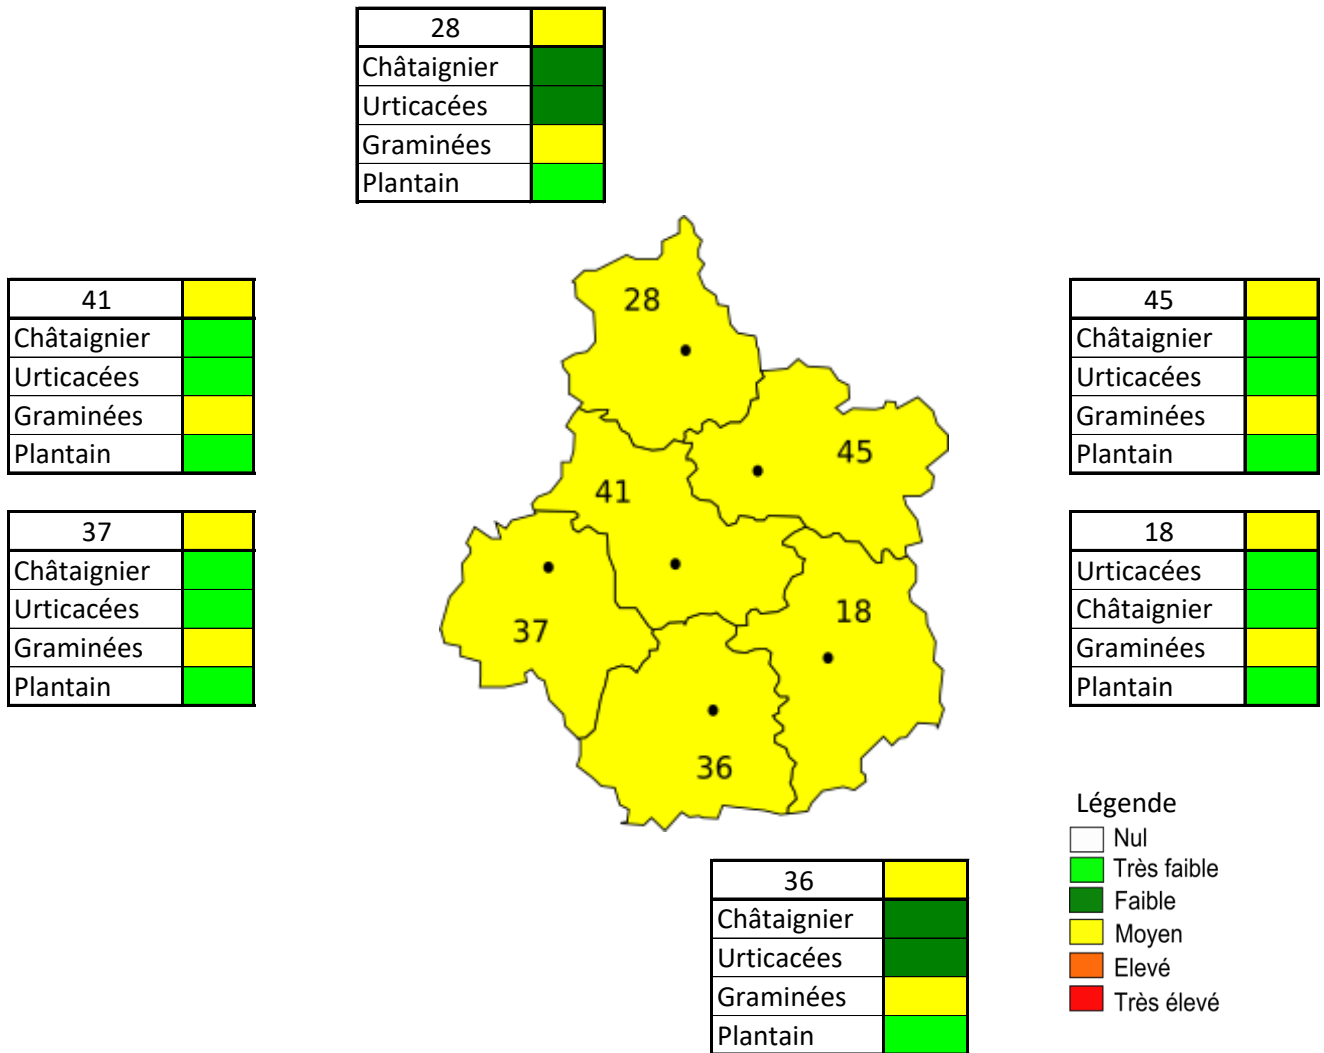 28
Châtaignier
Urticacées
Graminées
Plantain
41
Châtaignier
Urticacées
Graminées
Plantain
37
Châtaignier
Urticacées
Graminées
Plantain
28
45
41
37
18
36
45
Châtaignier
Urticacées
Graminées
Plantain
18
Urticacées
Châtaignier
Graminées
Plantain
36
Châtaignier
Urticacées
Graminées
Plantain
Légende
Nul
Très faible
Faible
Moyen
Elevé
Très élevé